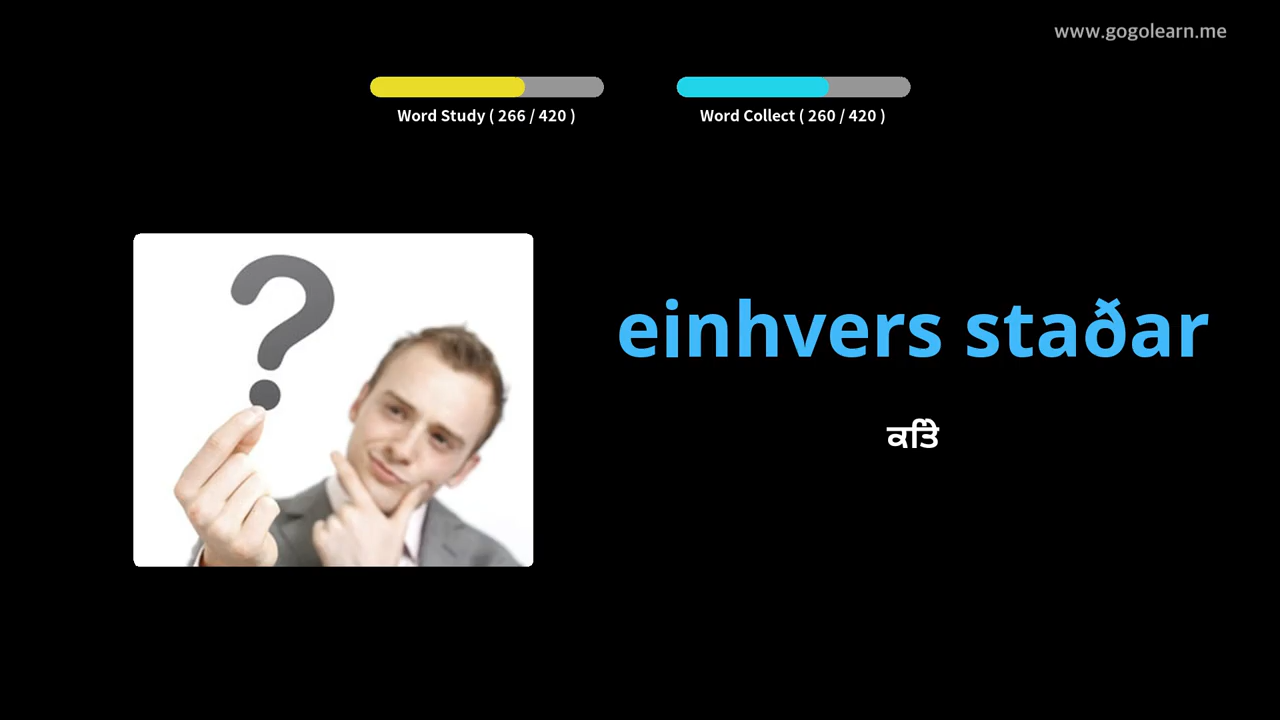 www.gogolearn.me
Word Study ( 266 / 420 )
Word Collect ( 260 / 420 )
einhvers staðar
ਕਿਤੇ